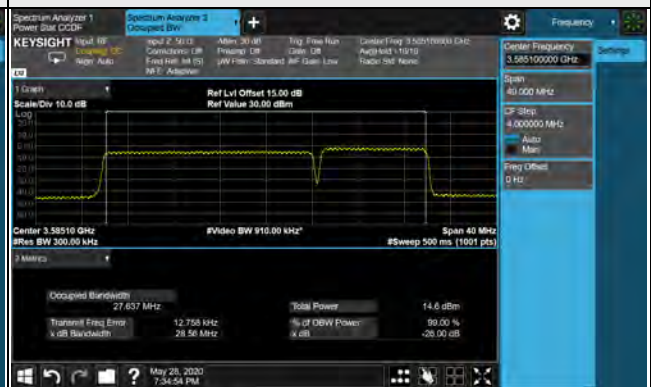 Spectrum Analyzer 1
Power Stat CCDF
Spectrum Analyzer 3
Occupied BW
+
Frequency
KEYSIGHT Input: RF
Coupling: DC
Align: Auto
Input Z: 50 Ω
Corrections: Off
Freq Ref: Int (S)
NFE: Adaptive
Atten: 30 dB
Preamp: Off
µW Path: Standard
Trig: Free Run
Gate: Off
#IF Gain: Low
Center Freq: 3.585100000 GHz
Avg|Hold: 10/10
Radio Std: None
Center Frequency
3.585100000 GHz
Settings
Span
40.000 MHz
CF Step
4.000000 MHz
Auto
Man
Freq Offset
0 Hz
1 Graph
Scale/Div 10.0 dB
Log
Ref Lvl Offset 15.00 dB
Ref Value 30.00 dBm
Center 3.58510 GHz
#Res BW 300.00 kHz
#Video BW 910.00 kHz*
Span 40 MHz
#Sweep 500 ms (1001 pts)
2 Metrics
Occupied Bandwidth
27.637 MHz
Total Power
14.6 dBm
Transmit Freq Error
12.758 kHz
% of OBW Power
99.00 %
x dB Bandwidth
28.56 MHz
x dB
-26.00 dB
?
May 28, 2020
7:34:54 PM